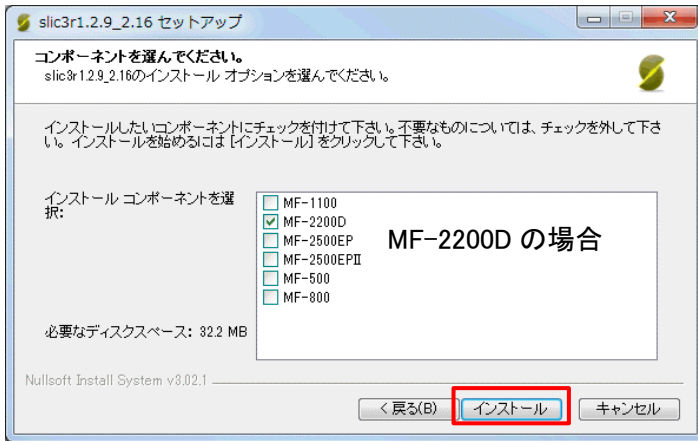 slic3r1.2.9_2.16 セットアップ
コンポーネントを選んでください。
slic3r1.2.9_2.16のインストール オプションを選んでください。
インストールしたいコンポーネントにチェックを付けて下さい。不要なものについては、チェックを外して下さ
い。インストールを始めるには [インストール] をクリックして下さい。
インストール コンポーネントを選
択:
MF-1100
MF-2200D
MF-2500EP
MF-2500EPⅡ
MF-500
MF-800
MF-2200D の場合
必要なディスクスペース: 32.2 MB
Nullsoft Install System v3.02.1
< 戻る(B)
インストール
キャンセル